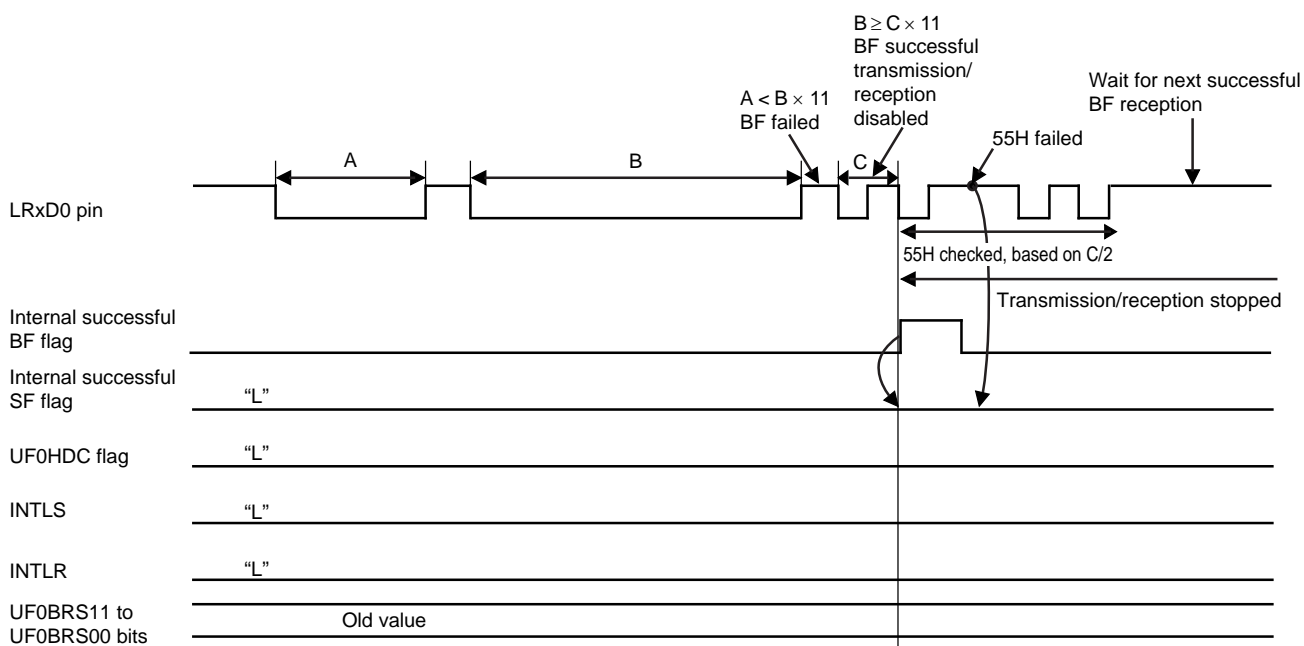 B ≥ C × 11
BF successful
transmission/
reception
disabled
A < B × 11
BF failed
Wait for next successful
BF reception
55H failed
A
B
C
LRxD0 pin
55H checked, based on C/2
Transmission/reception stopped
Internal successful
BF flag
Internal successful
SF flag
“L”
UF0HDC flag
“L”
INTLS
“L”
INTLR
“L”
UF0BRS11 to
UF0BRS00 bits
Old value